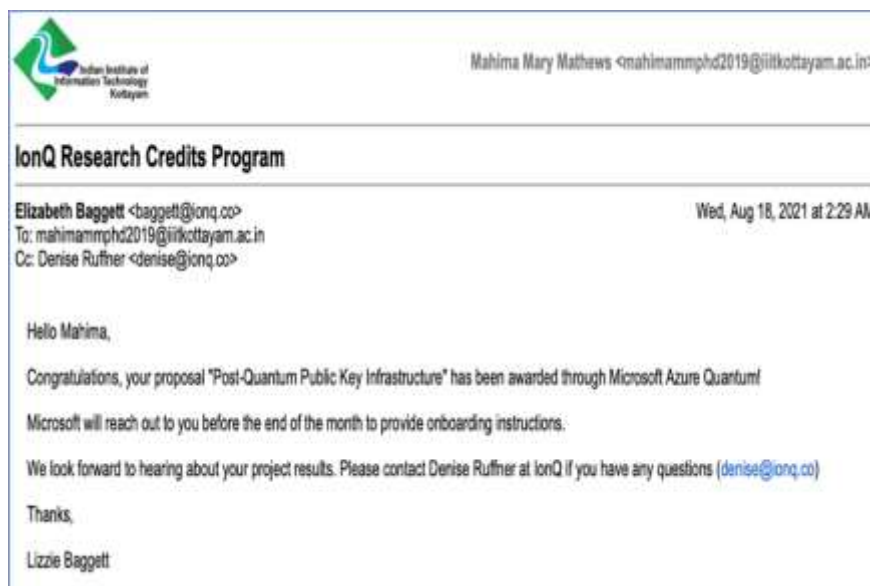 Indian Institute of
Information Technology
Kottayam
Mahima Mary Mathews <mahimammphd2019@iiitkottayam.ac.in>
IonQ Research Credits Program
Elizabeth Baggett <baggett@ionq.co>
Wed, Aug 18, 2021 at 2:29 AM
To: mahimammphd2019@iiitkottayam.ac.in
Cc: Denise Ruffner <denise@ionq.co>
Hello Mahima,
Congratulations, your proposal "Post-Quantum Public Key Infrastructure" has been awarded through Microsoft Azure Quantum!
Microsoft will reach out to you before the end of the month to provide onboarding instructions.
We look forward to hearing about your project results. Please contact Denise Ruffner at IonQ if you have any questions (denise@ionq.co)
Thanks,
Lizzie Baggett